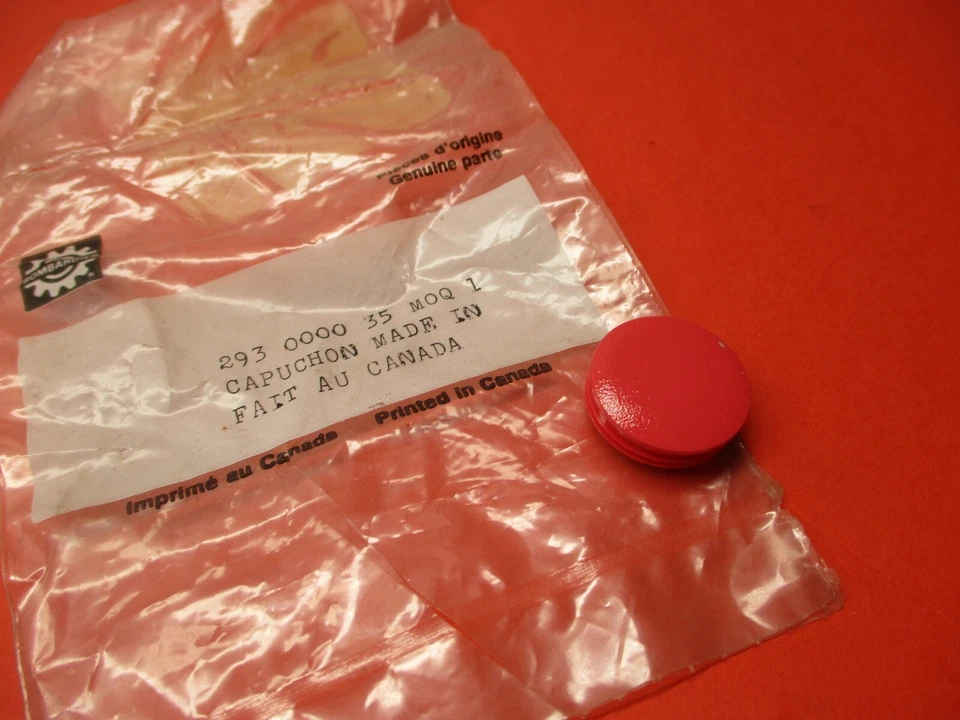 Pièces d'origine
Genuine parts
BOMBARDIER
293 0000 35 MOQ 1
CAPUCHON MADE IN
FAIT AU CANADA
Imprimé au Canada Printed in Canada